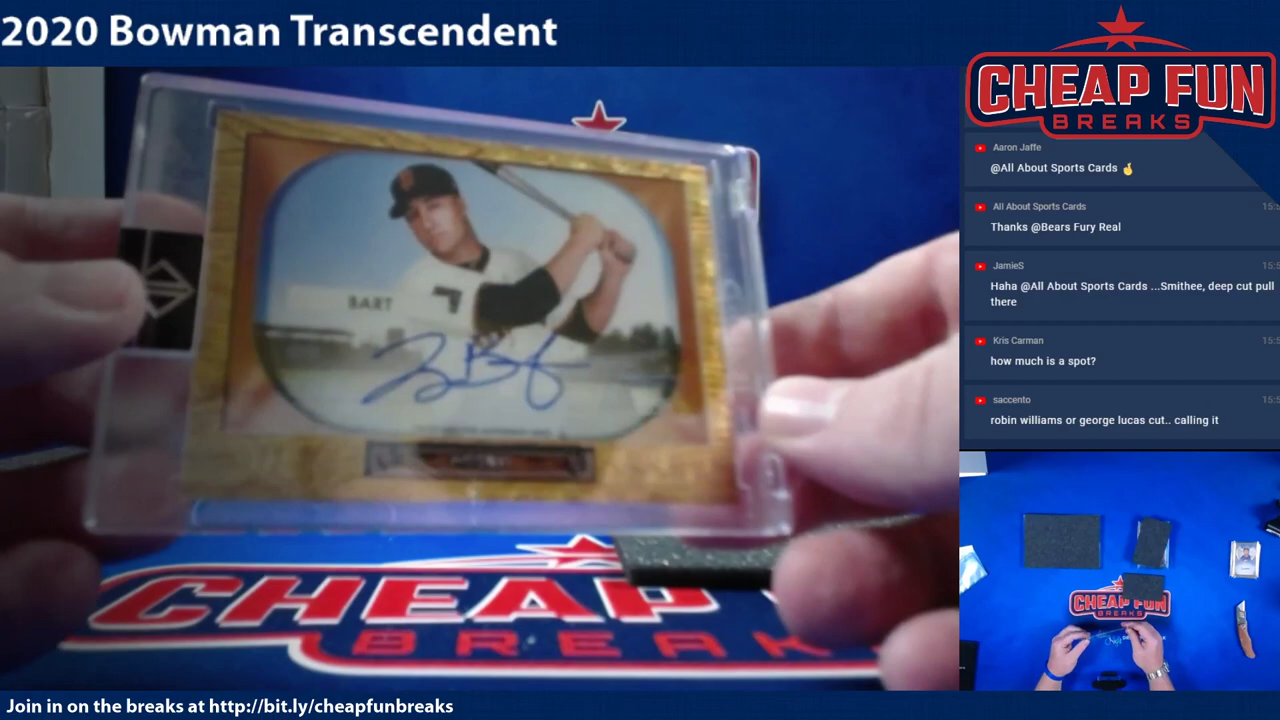 2020 Bowman Transcendent
CHEAP FUN
BREAKS
Aaron Jaffe
@All About Sports Cards 🤞
All About Sports Cards
Thanks @Bears Fury Real
JamieS
Haha @All About Sports Cards ...Smithee, deep cut pull
there
Kris Carman
how much is a spot?
saccento
robin williams or george lucas cut.. calling it
BART
CHEAP
BREAK
CHEAP FUN
BREAKS
Join in on the breaks at http://bit.ly/cheapfunbreaks